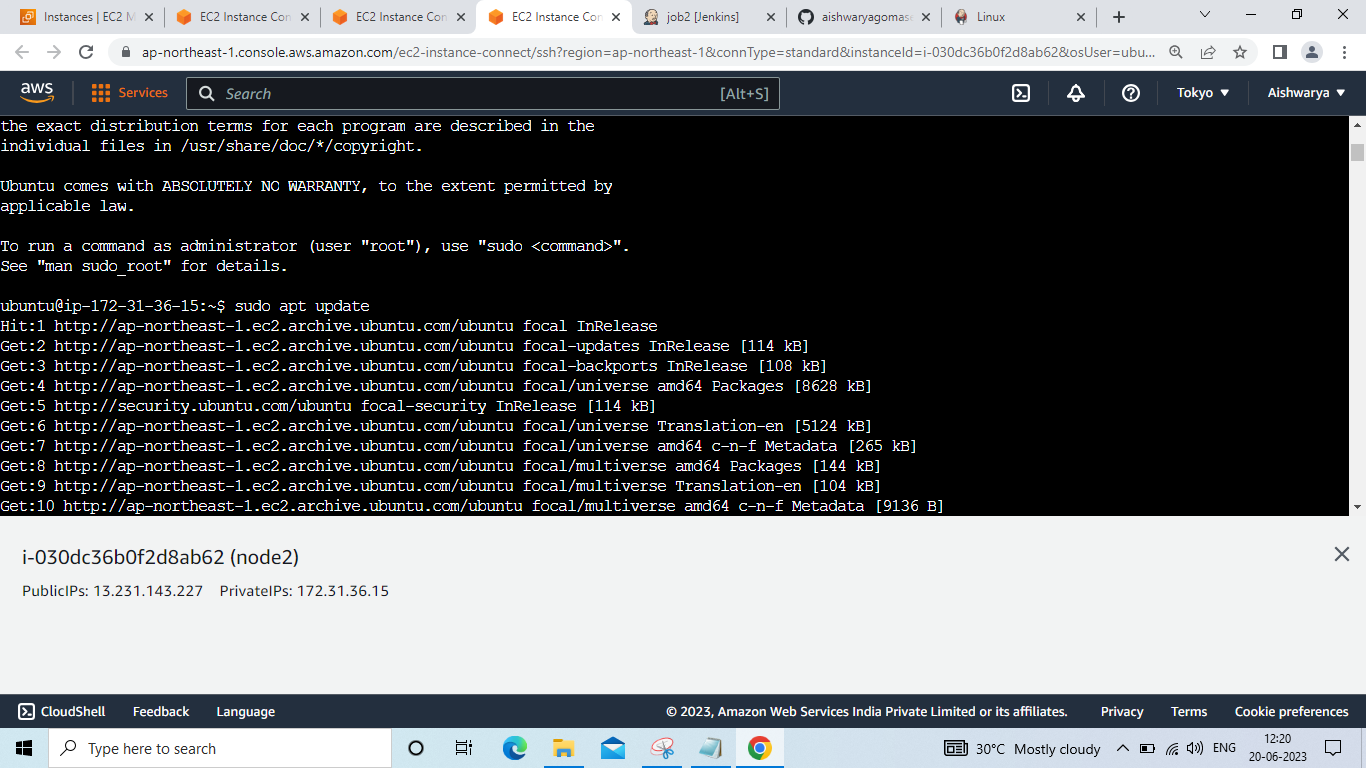 Instances | EC2 M
EC2 Instance Con
EC2 Instance Con
EC2 Instance Con
job2 [Jenkins]
aishwaryagomase
Linux
ap-northeast-1.console.aws.amazon.com/ec2-instance-connect/ssh?region=ap-northeast-1&connType=standard&instanceId=i-030dc36b0f2d8ab62&osUser=ubu...
aws
Services
Search
[Alt+S]
Tokyo
Aishwarya
the exact distribution terms for each program are described in the
individual files in /usr/share/doc/*/copyright.
Ubuntu comes with ABSOLUTELY NO WARRANTY, to the extent permitted by
applicable law.
To run a command as administrator (user "root"), use "sudo <command>".
See "man sudo_root" for details.
ubuntu@ip-172-31-36-15:~$ sudo apt update
Hit:1 http://ap-northeast-1.ec2.archive.ubuntu.com/ubuntu focal InRelease
Get:2 http://ap-northeast-1.ec2.archive.ubuntu.com/ubuntu focal-updates InRelease [114 kB]
Get:3 http://ap-northeast-1.ec2.archive.ubuntu.com/ubuntu focal-backports InRelease [108 kB]
Get:4 http://ap-northeast-1.ec2.archive.ubuntu.com/ubuntu focal/universe amd64 Packages [8628 kB]
Get:5 http://security.ubuntu.com/ubuntu focal-security InRelease [114 kB]
Get:6 http://ap-northeast-1.ec2.archive.ubuntu.com/ubuntu focal/universe Translation-en [5124 kB]
Get:7 http://ap-northeast-1.ec2.archive.ubuntu.com/ubuntu focal/universe amd64 c-n-f Metadata [265 kB]
Get:8 http://ap-northeast-1.ec2.archive.ubuntu.com/ubuntu focal/multiverse amd64 Packages [144 kB]
Get:9 http://ap-northeast-1.ec2.archive.ubuntu.com/ubuntu focal/multiverse Translation-en [104 kB]
Get:10 http://ap-northeast-1.ec2.archive.ubuntu.com/ubuntu focal/multiverse amd64 c-n-f Metadata [9136 B]
i-030dc36b0f2d8ab62 (node2)
PublicIPs: 13.231.143.227 PrivateIPs: 172.31.36.15
CloudShell
Feedback
Language
© 2023, Amazon Web Services India Private Limited or its affiliates.
Privacy
Terms
Cookie preferences
Type here to search
30°C Mostly cloudy
ENG
12:20
20-06-2023